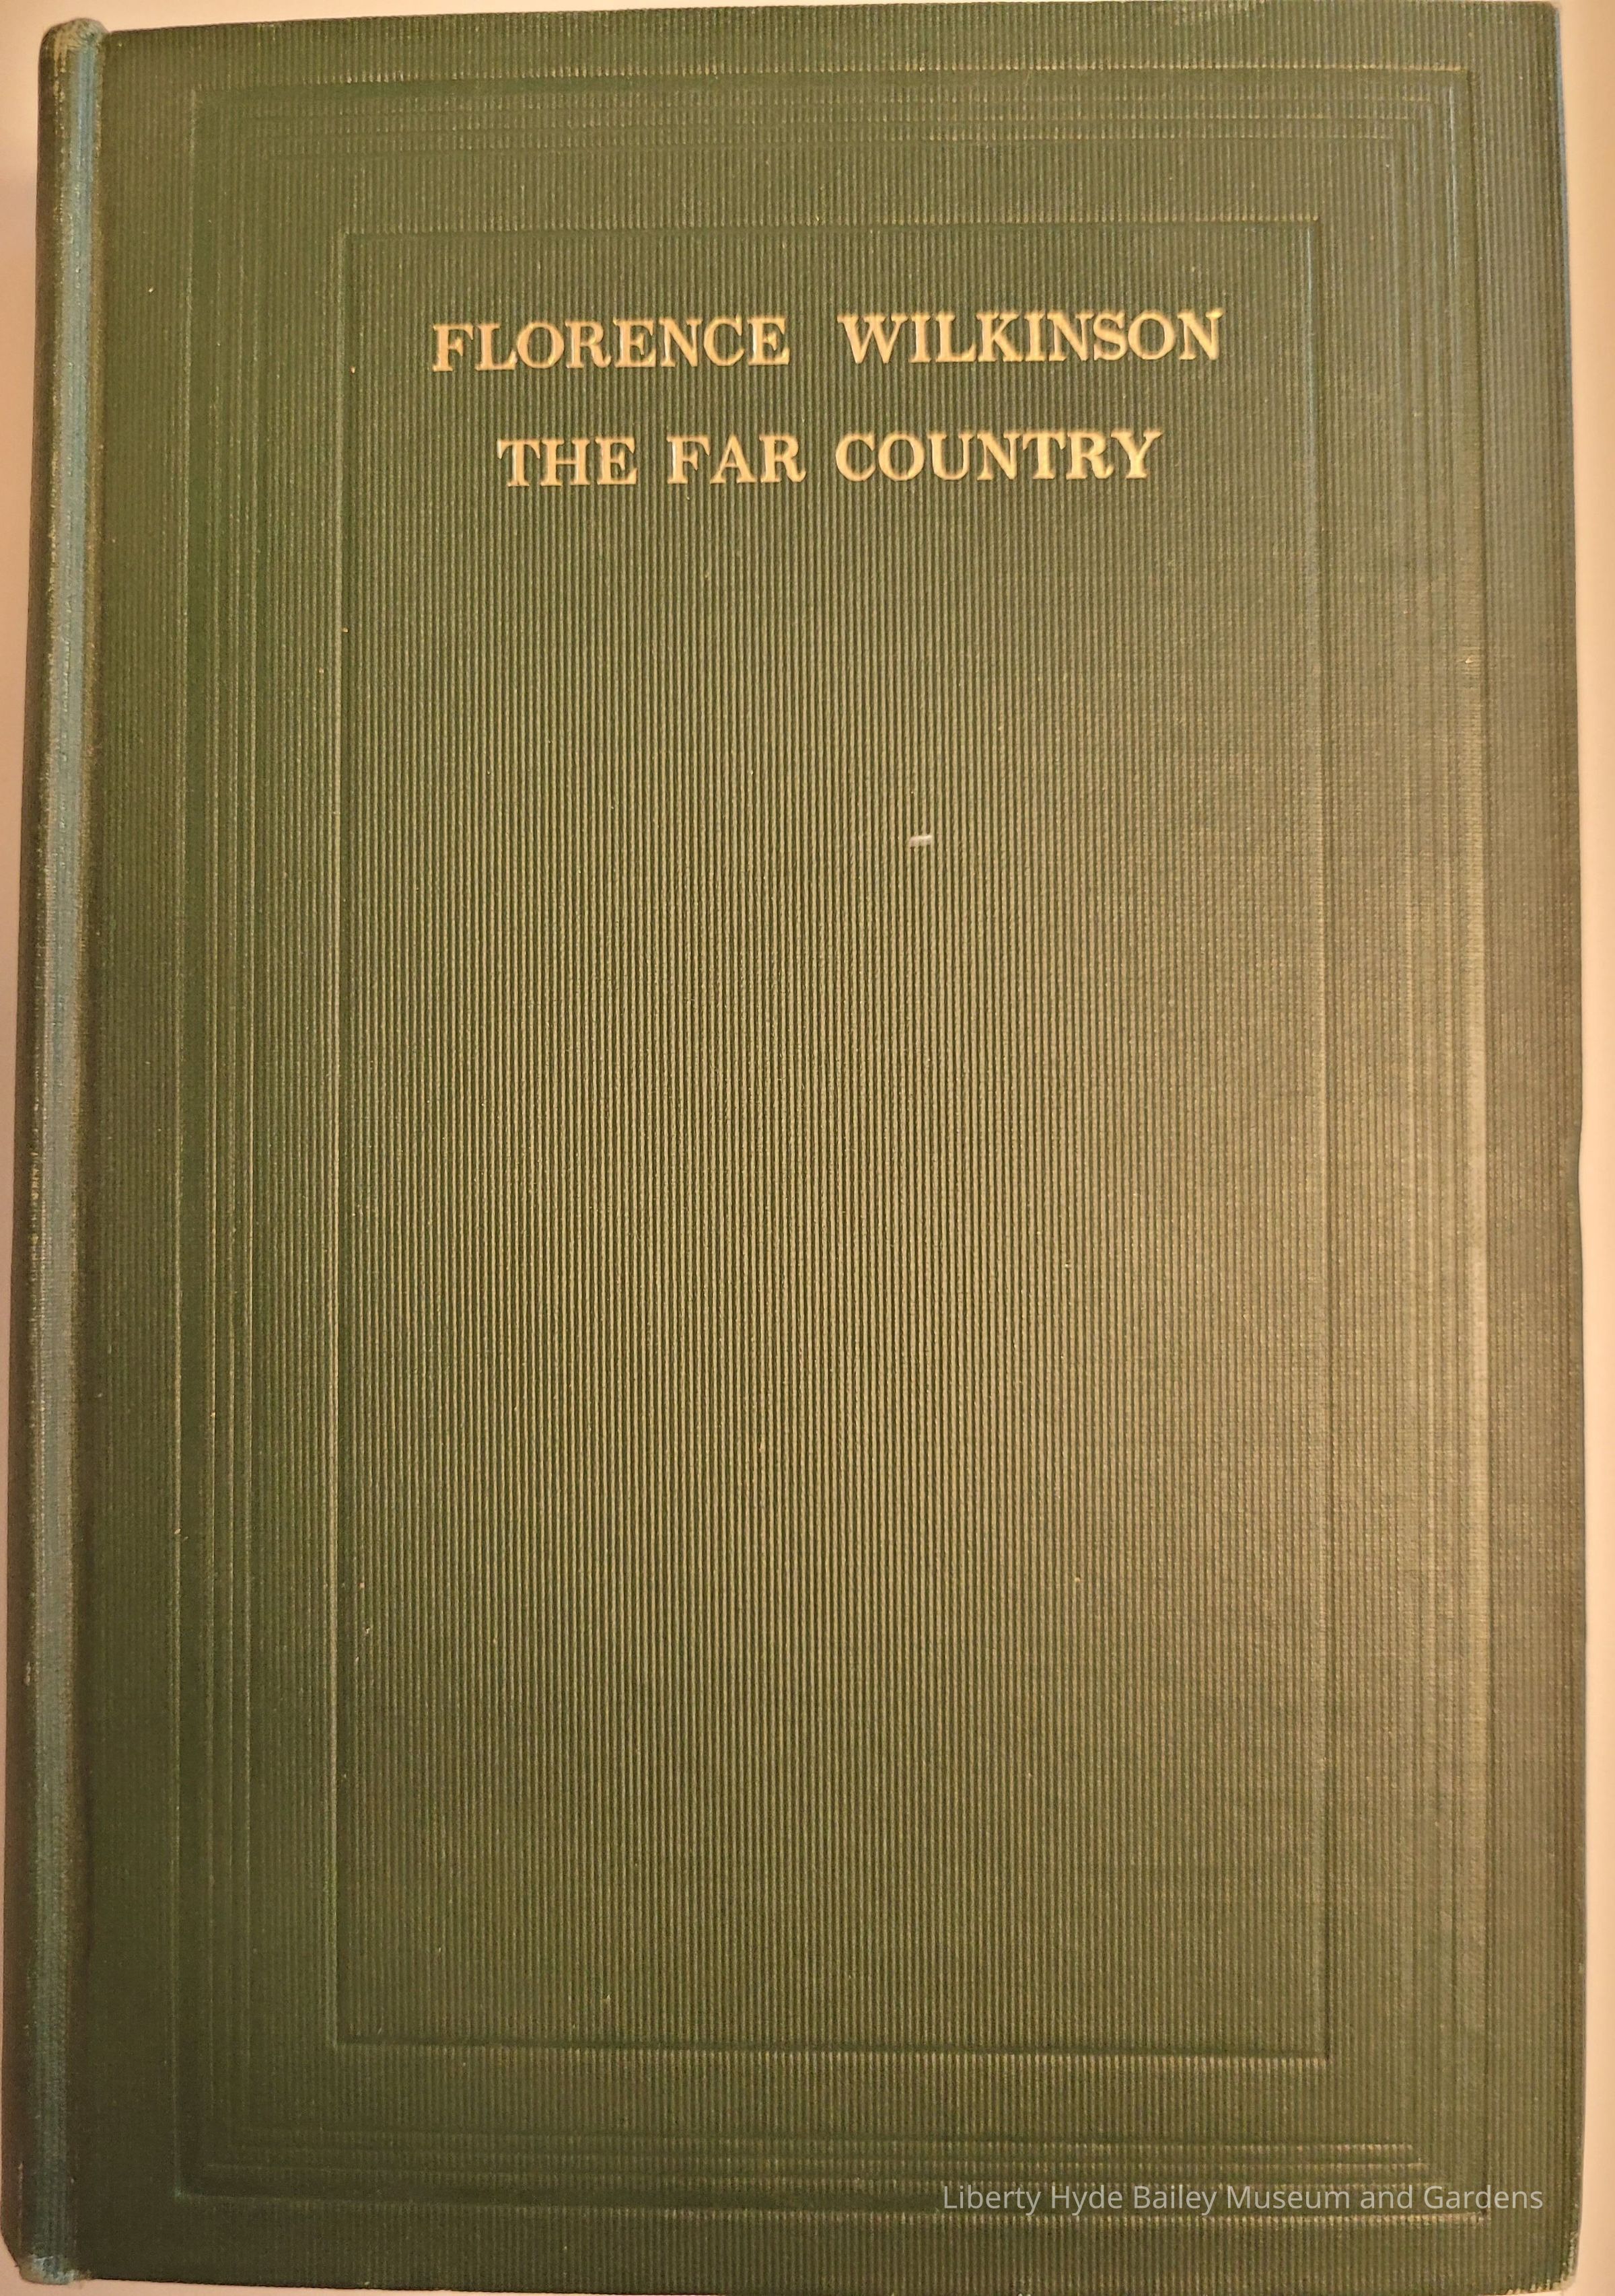 FLORENCE WILKINSON
THE FAR COUNTRY
Liberty Hyde Bailey Museum and Gardens